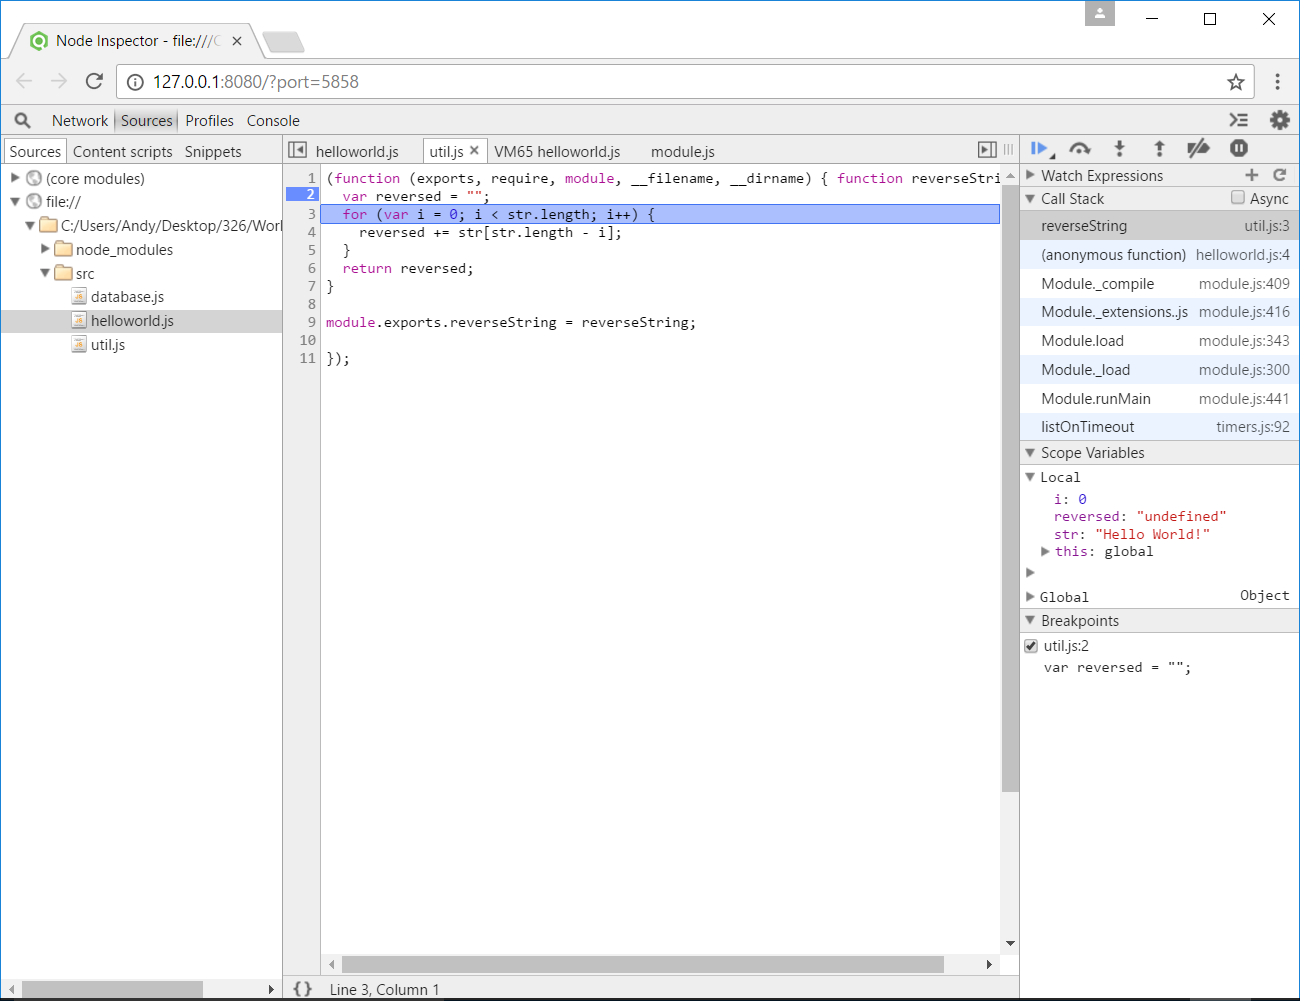 Node Inspector - file:///C
127.0.0.1:8080/?port=5858
Network Sources Profiles Console
Sources Content scripts Snippets
(core modules)
file://
C:/Users/Andy/Desktop/326/Worl
node_modules
src
database.js
helloworld.js
util.js
helloworld.js util.js VM65 helloworld.js module.js
1 (function (exports, require, module, __filename, __dirname) { function reverseStri
2 var reversed = "";
3 for (var i = 0; i < str.length; i++) {
4 reversed += str[str.length - i];
5 }
6 return reversed;
7 }
8
9 module.exports.reverseString = reverseString;
10
11 });
{} Line 3, Column 1
Watch Expressions
Call Stack Async
reverseString util.js:3
(anonymous function) helloworld.js:4
Module._compile module.js:409
Module._extensions..js module.js:416
Module.load module.js:343
Module._load module.js:300
Module.runMain module.js:441
listOnTimeout timers.js:92
Scope Variables
Local
i: 0
reversed: "undefined"
str: "Hello World!"
this: global
Global Object
Breakpoints
util.js:2
var reversed = "";